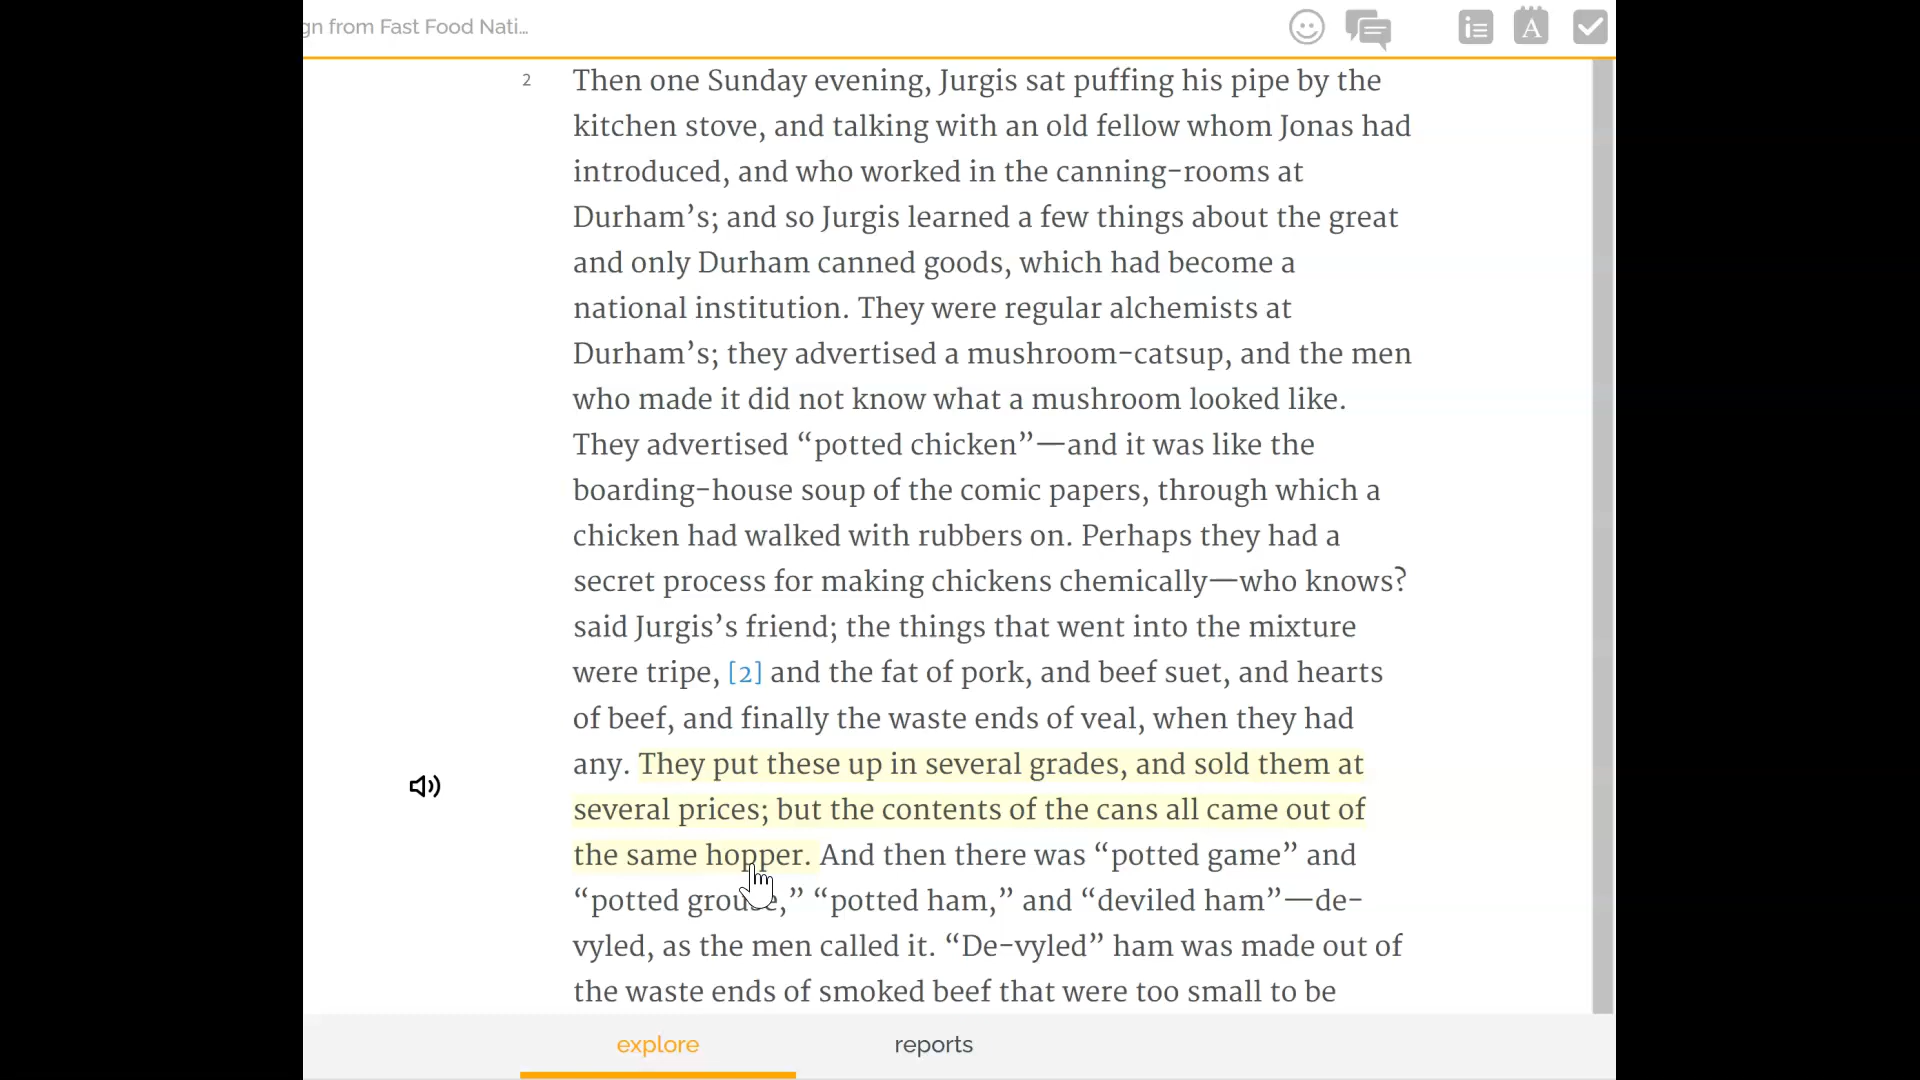 gn from Fast Food Nati...
A
2
Then one Sunday evening, Jurgis sat puffing his pipe by the
kitchen stove, and talking with an old fellow whom Jonas had
introduced, and who worked in the canning-rooms at
Durham’s; and so Jurgis learned a few things about the great
and only Durham canned goods, which had become a
national institution. They were regular alchemists at
Durham’s; they advertised a mushroom-catsup, and the men
who made it did not know what a mushroom looked like.
They advertised “potted chicken”—and it was like the
boarding-house soup of the comic papers, through which a
chicken had walked with rubbers on. Perhaps they had a
secret process for making chickens chemically—who knows?
said Jurgis’s friend; the things that went into the mixture
were tripe, [2] and the fat of pork, and beef suet, and hearts
of beef, and finally the waste ends of veal, when they had
any. They put these up in several grades, and sold them at
several prices; but the contents of the cans all came out of
the same hopper. And then there was “potted game” and
“potted grouse,” “potted ham,” and “deviled ham”—de-
vyled, as the men called it. “De-vyled” ham was made out of
the waste ends of smoked beef that were too small to be
explore
reports